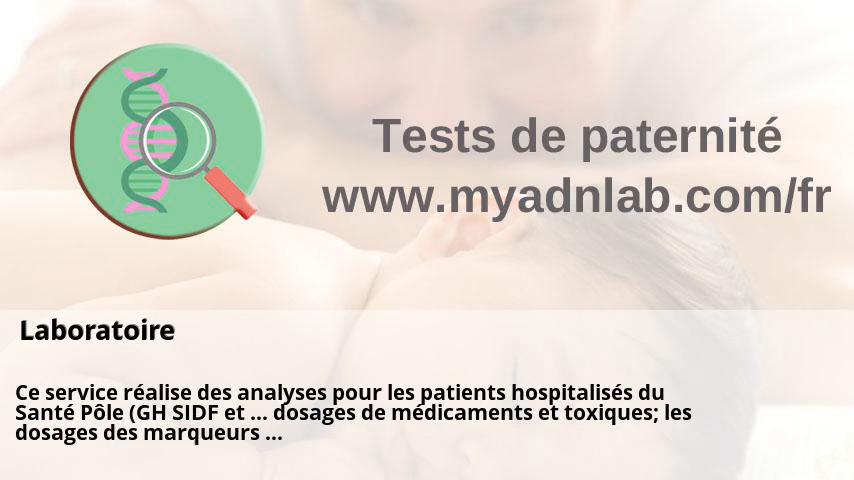 Tests de paternité
www.myadnlab.com/fr
Laboratoire
Ce service réalise des analyses pour les patients hospitalisés du
Santé Pôle (GH SIDF et ... dosages de médicaments et toxiques; les
dosages des marqueurs ...